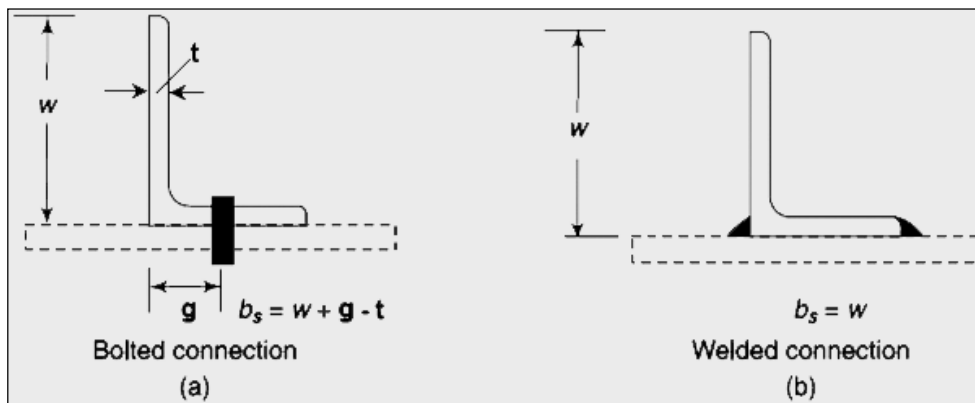 w
t
g
b_s = w + g - t
Bolted connection
(a)
w
b_s = w
Welded connection
(b)